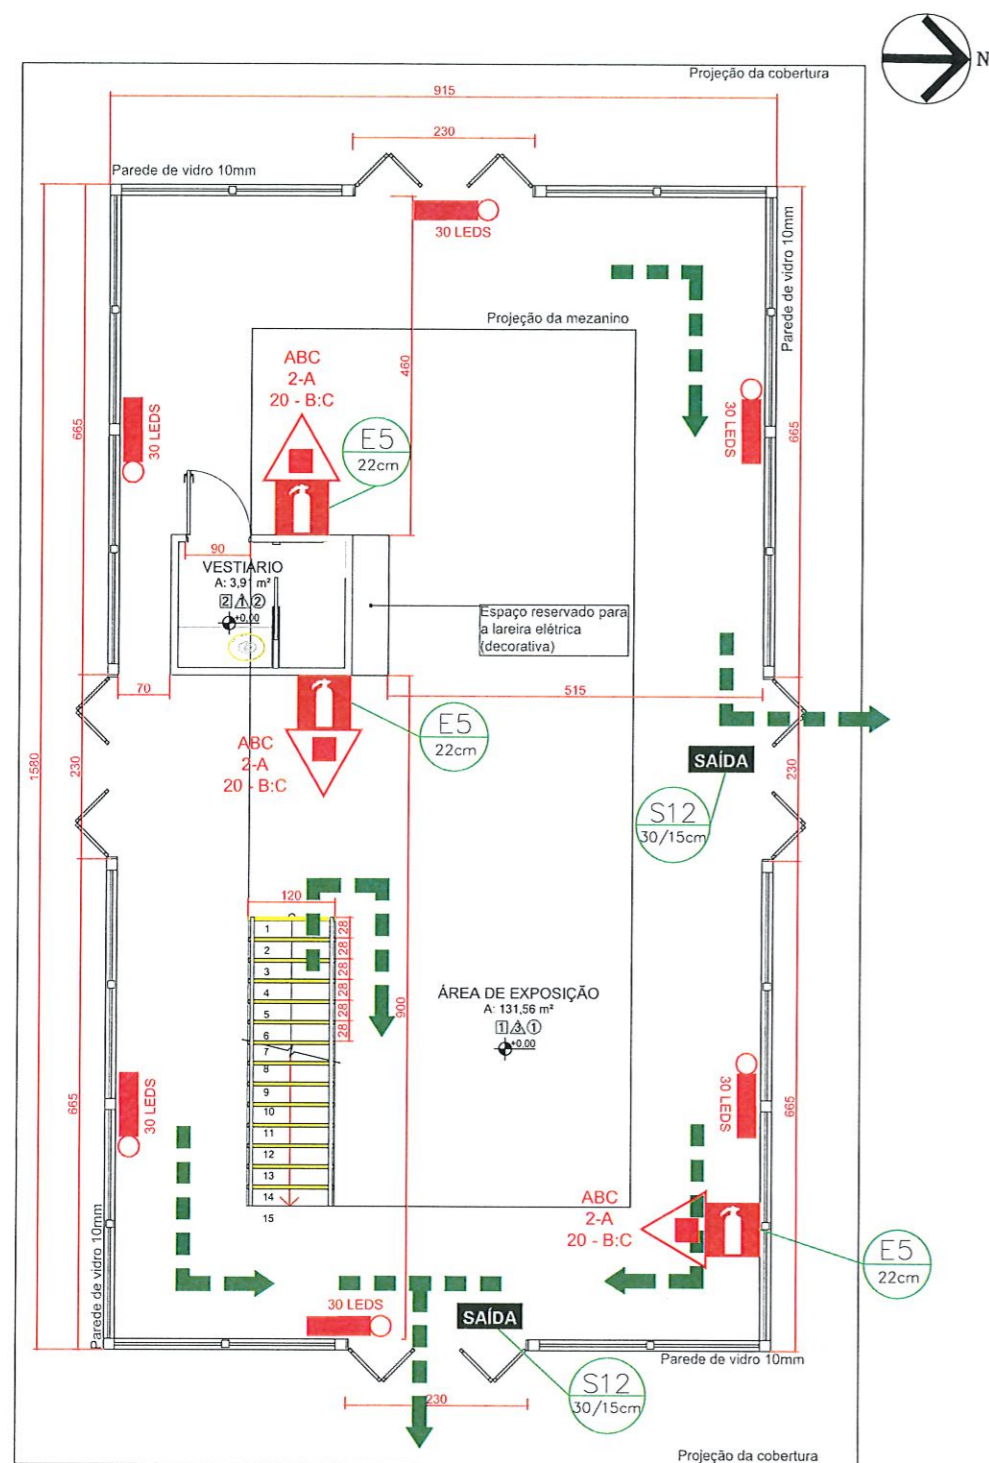 N
Projeção da cobertura
915
230
Parede de vidro 10mm
30 LEDS
Parede de vidro 10mm
Projeção da mezanino
ABC
2-A
20 - B:C
460
E5
22cm
665
30 LEDS
30 LEDS
665
90
VESTIÁRIO
A: 3,91 m²
2 1 2
+0,00
Espaço reservado para
a lareira elétrica
(decorativa)
70
515
E5
22cm
ABC
2-A
20 - B:C
1580
230
SAÍDA
230
S12
30/15cm
120
1
2
3
4
5
6
7
8
9
10
11
12
13
14
15
28
28
28
28
28
28
900
ÁREA DE EXPOSIÇÃO
A: 131,56 m²
+0.00
665
30 LEDS
30 LEDS
665
ABC
2-A
20 - B:C
E5
22cm
Parede de vidro 10mm
30 LEDS
SAÍDA
Parede de vidro 10mm
S12
30/15cm
230
Projeção da cobertura